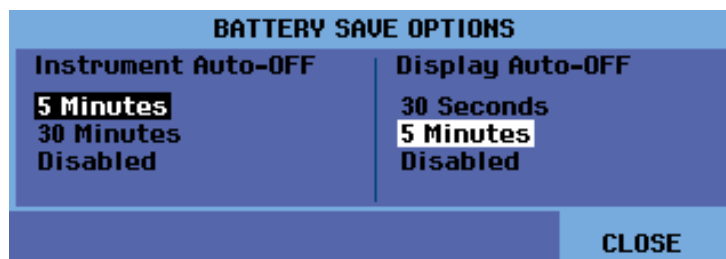 BATTERY SAVE OPTIONS
Instrument Auto-OFF
5 Minutes
30 Minutes
Disabled
Display Auto-OFF
30 Seconds
5 Minutes
Disabled
CLOSE